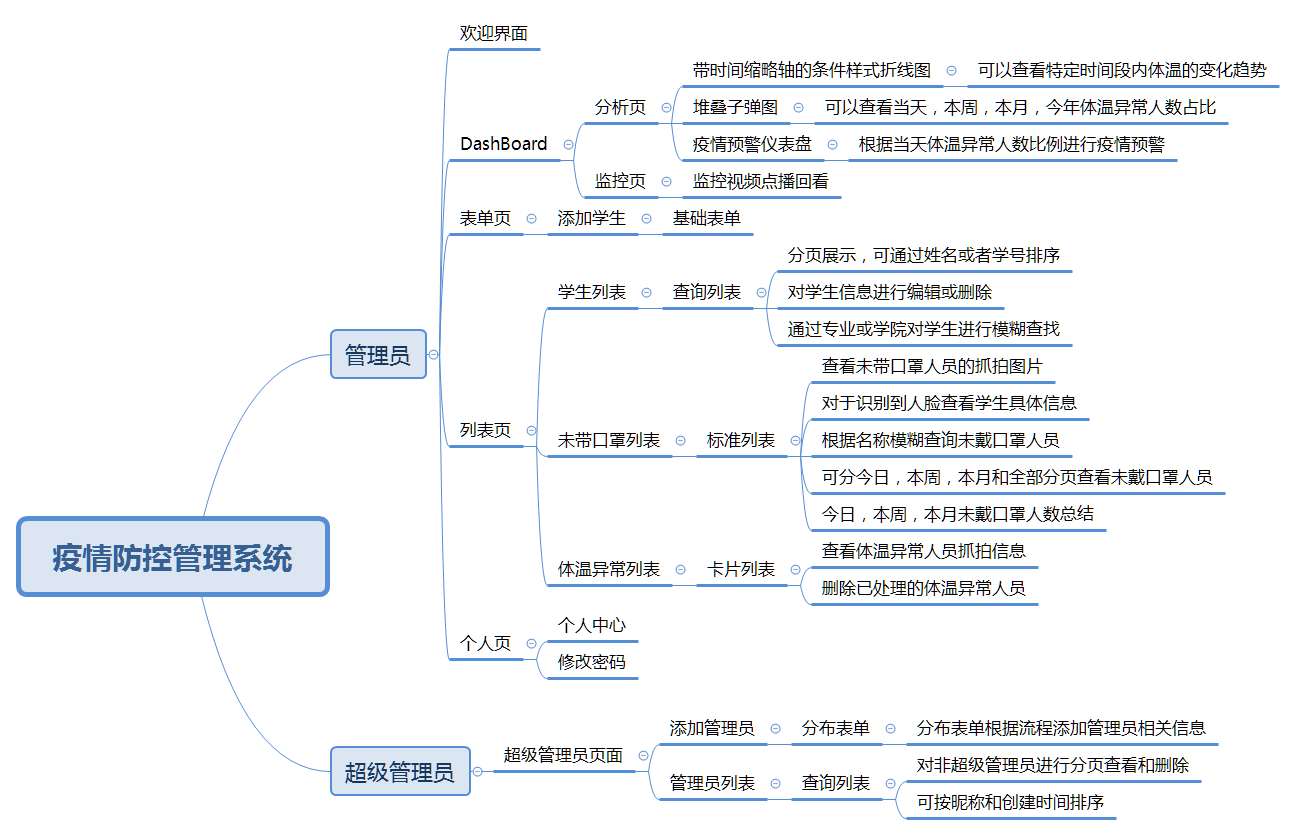 欢迎界面
带时间缩略轴的条件样式折线图
可以查看特定时间段内体温的变化趋势
分析页
堆叠子弹图
可以查看当天，本周，本月，今年体温异常人数占比
DashBoard
疫情预警仪表盘
根据当天体温异常人数比例进行疫情预警
监控页
监控视频点播回看
表单页
添加学生
基础表单
分页展示，可通过姓名或者学号排序
学生列表
查询列表
对学生信息进行编辑或删除
通过专业或学院对学生进行模糊查找
管理员
查看未带口罩人员的抓拍图片
对于识别到人脸查看学生具体信息
列表页
未带口罩列表
标准列表
根据名称模糊查询未戴口罩人员
可分今日，本周，本月和全部分页查看未戴口罩人员
今日，本周，本月未戴口罩人数总结
疫情防控管理系统
查看体温异常人员抓拍信息
体温异常列表
卡片列表
删除已处理的体温异常人员
个人中心
个人页
修改密码
添加管理员
分布表单
分布表单根据流程添加管理员相关信息
超级管理员
超级管理员页面
对非超级管理员进行分页查看和删除
管理员列表
查询列表
可按昵称和创建时间排序